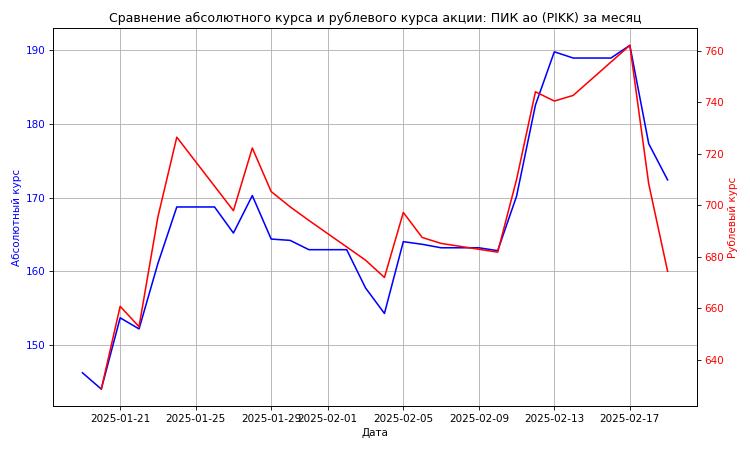 Сравнение абсолютного курса и рублевого курса акции: ПИК ао (PIKK) за месяц
190
180
170
160
150
Абсолютный курс
760
740
720
700
680
660
640
Рублевый курс
2025-01-21 2025-01-25 2025-01-29 2025-02-01 2025-02-05 2025-02-09 2025-02-13 2025-02-17
Дата